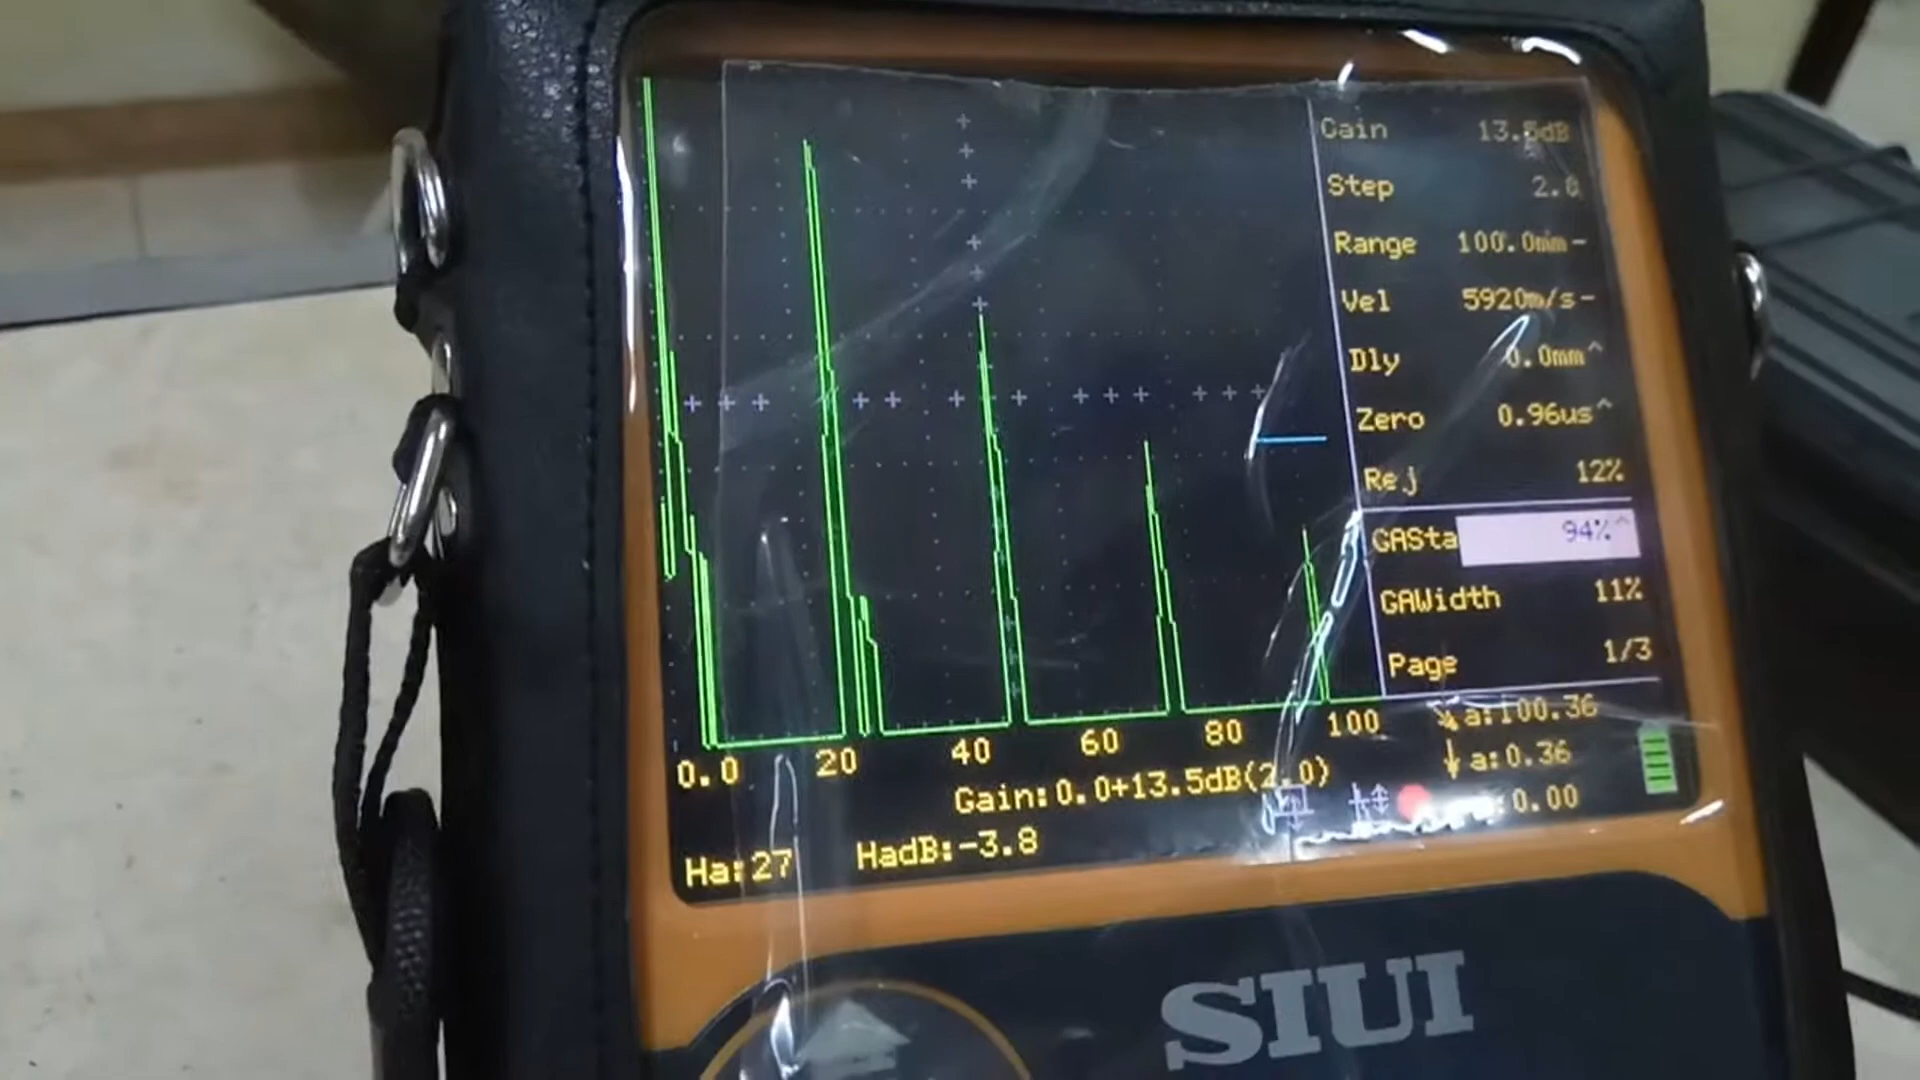 Gain 13.5dB
Step 2.0
Range 100.0mm-
Vel 5920m/s-
Dly 0.0mm^
Zero 0.96us^
Rej 12%
GASta 94%^
GAWidth 11%
Page 1/3
0.0 20 40 60 80 100
a:100.36
a:0.36
:0.00
Gain:0.0+13.5dB(2.0)
Ha:27 HadB:-3.8
SIUI